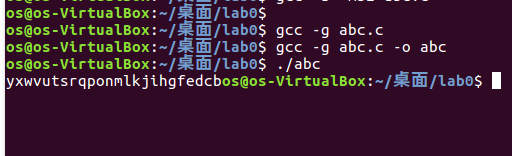 os@os-VirtualBox:~/桌面/lab0$
os@os-VirtualBox:~/桌面/lab0$ gcc -g abc.c
os@os-VirtualBox:~/桌面/lab0$ gcc -g abc.c -o abc
os@os-VirtualBox:~/桌面/lab0$ ./abc
yxwvutsrqponmlkjihgfedcbos@os-VirtualBox:~/桌面/lab0$